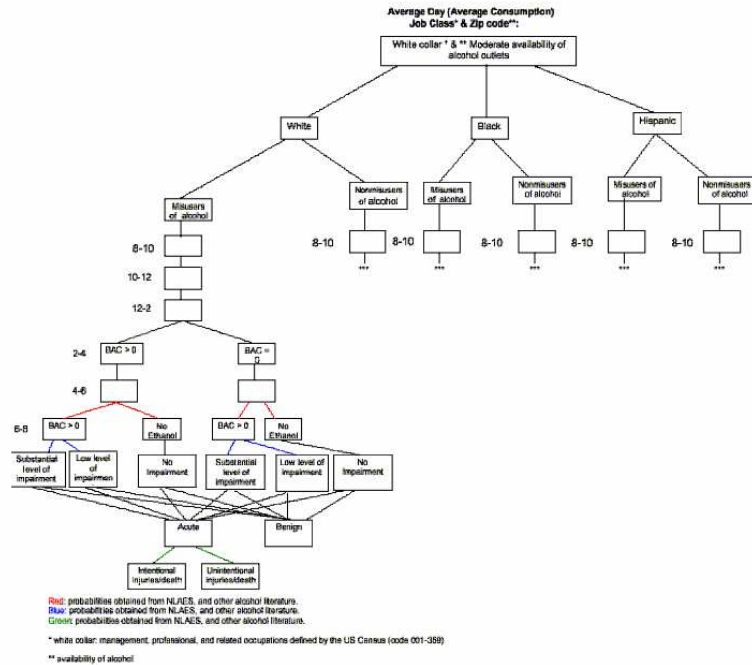 Average Day (Average Consumption)
Job Class* & Zip code**:
White collar * & ** Moderate availability of
alcohol outlets
White
Black
Hispanic
Misusers
of alcohol
Nonmisusers
of alcohol
Misusers of
alcohol
Nonmisusers
of alcohol
Misusers of
alcohol
Nonmisusers
of alcohol
8-10
8-10
8-10
8-10
8-10
8-10
***
***
***
***
***
10-12
12-2
2-4
BAC > 0
BAC =
0
4-6
6-8
BAC > 0
No
Ethanol
BAC > 0
No
Ethanol
Substantial
level of
impairment
Low level
of
impairmen
No
Impairment
Substantial
level of
impairment
Low level of
impairment
No
Impairment
Acute
Benign
Intentional
injuries/death
Unintentional
injuries/death
Red: probabilities obtained from NLAES, and other alcohol literature.
Blue: probabilities obtained from NLAES, and other alcohol literature.
Green: probabilities obtained from NLAES, and other alcohol literature.
* white collar: management, professional, and related occupations defined by the US Census (code 001-359)
** availability of alcohol